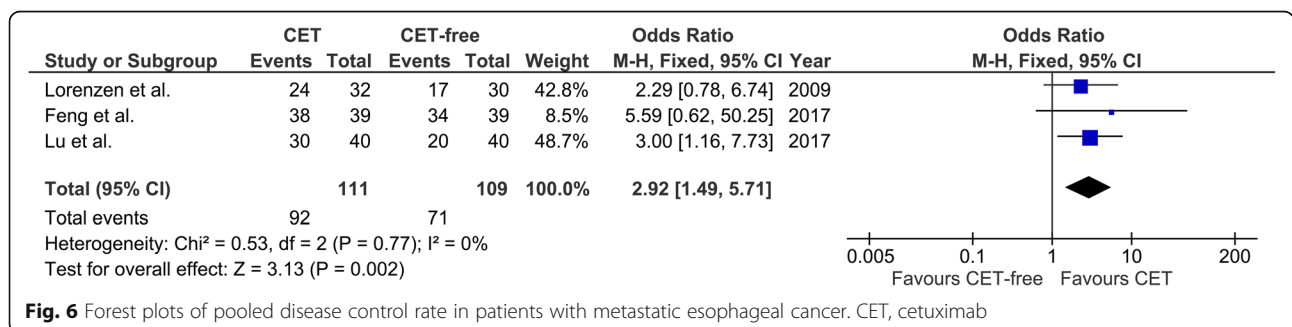 CET CET-free Odds Ratio Odds Ratio
Study or Subgroup Events Total Events Total Weight M-H, Fixed, 95% CI Year M-H, Fixed, 95% CI
Lorenzen et al. 24 32 17 30 42.8% 2.29 [0.78, 6.74] 2009
Feng et al. 38 39 34 39 8.5% 5.59 [0.62, 50.25] 2017
Lu et al. 30 40 20 40 48.7% 3.00 [1.16, 7.73] 2017
Total (95% CI) 111 109 100.0% 2.92 [1.49, 5.71]
Total events 92 71
Heterogeneity: Chi² = 0.53, df = 2 (P = 0.77); I² = 0%
Test for overall effect: Z = 3.13 (P = 0.002)
0.005 0.1 1 10 200
Favours CET-free Favours CET
Fig. 6 Forest plots of pooled disease control rate in patients with metastatic esophageal cancer. CET, cetuximab